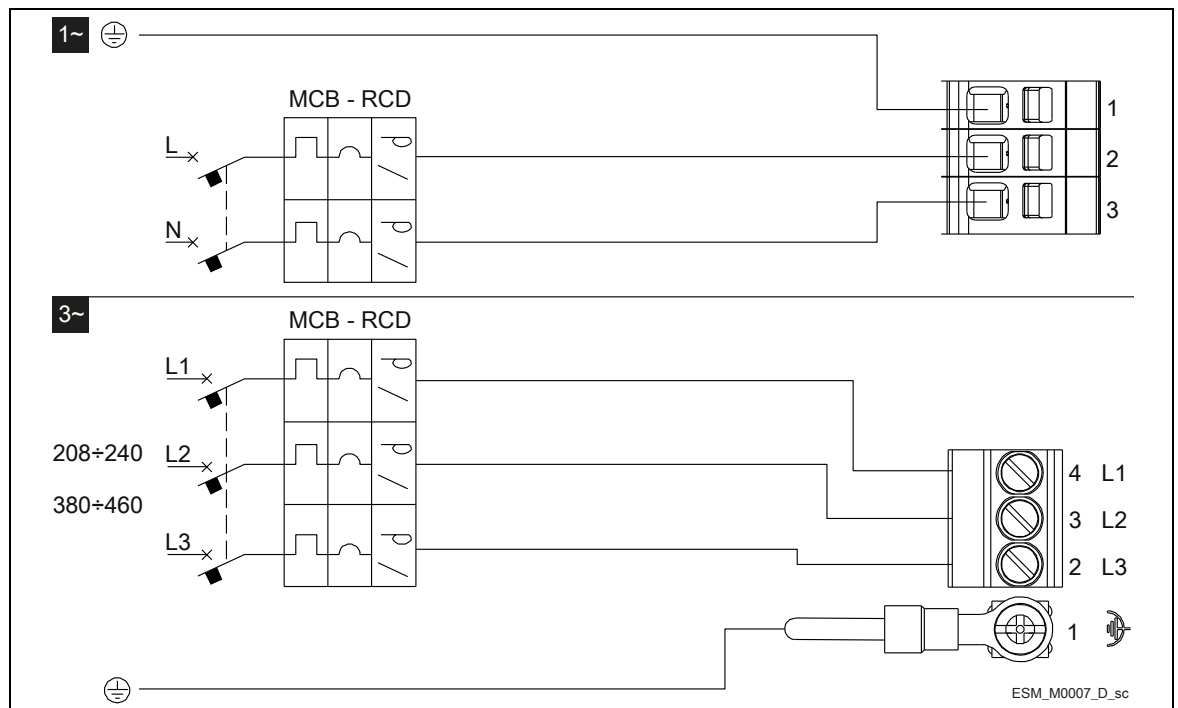 1~
MCB - RCD
L
N
1
2
3
3~
MCB - RCD
L1
208÷240 L2
380÷460
L3
4 L1
3 L2
2 L3
1
ESM_M0007_D_sc